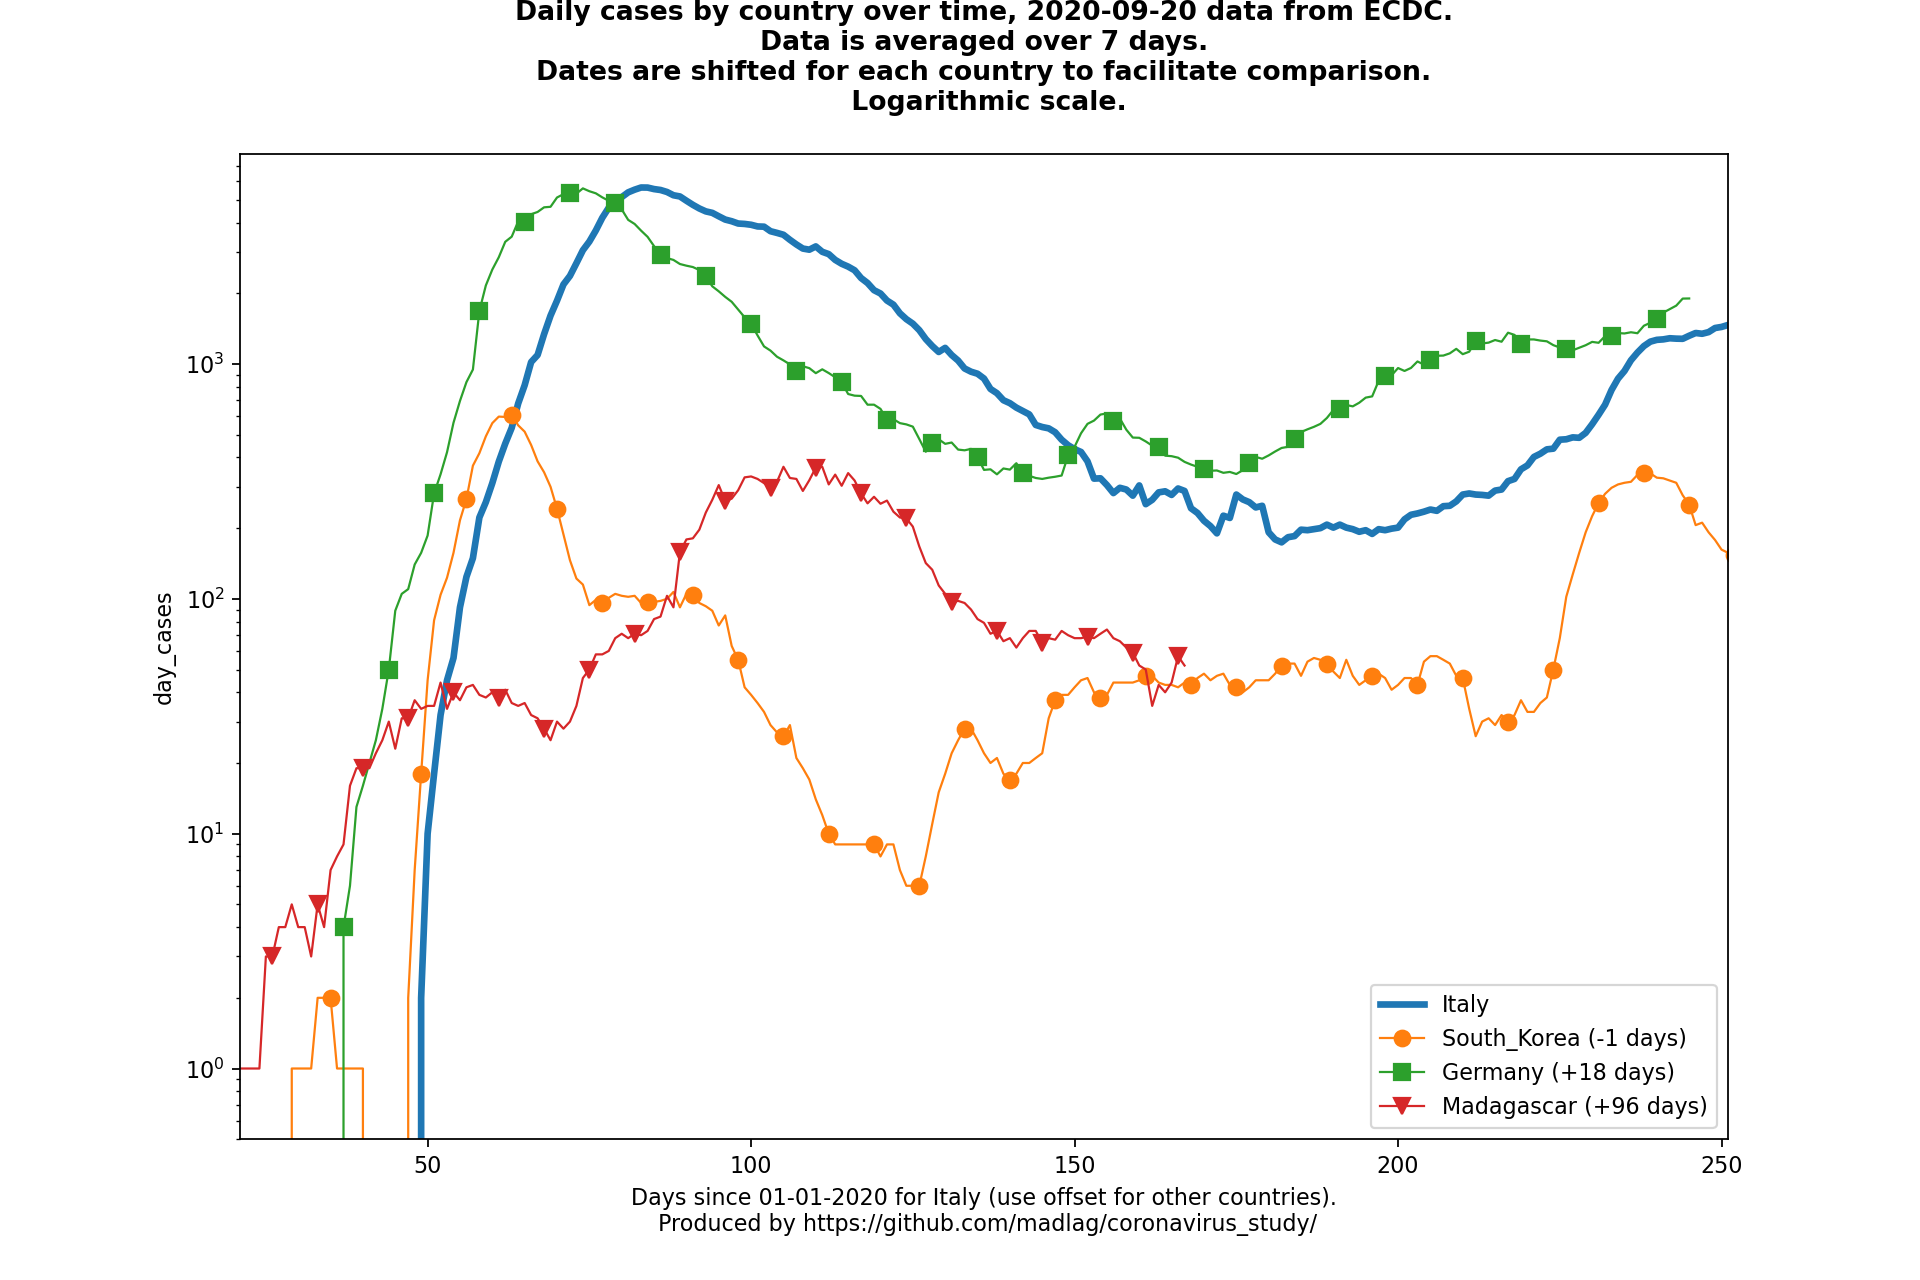 Daily cases by country over time, 2020-09-20 data from ECDC.
Data is averaged over 7 days.
Dates are shifted for each country to facilitate comparison.
Logarithmic scale.
day_cases
10³
10²
10¹
10⁰
Italy
South_Korea (-1 days)
Germany (+18 days)
Madagascar (+96 days)
50
100
150
200
250
Days since 01-01-2020 for Italy (use offset for other countries).
Produced by https://github.com/madlag/coronavirus_study/